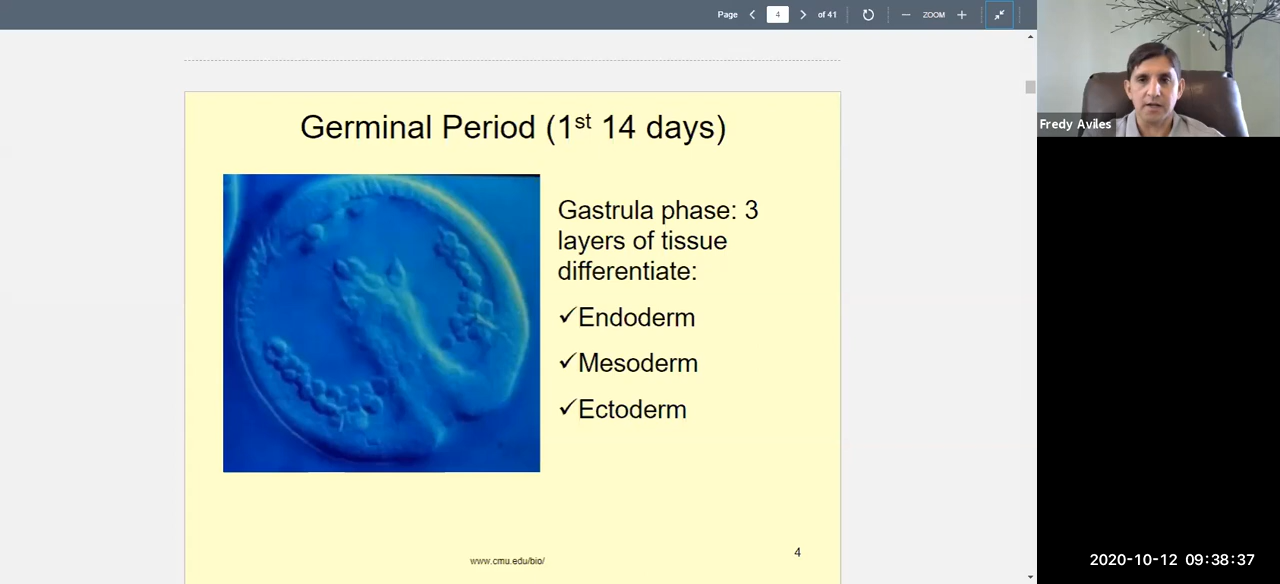 Page 4 of 41 ZOOM
Germinal Period (1st 14 days)
Gastrula phase: 3
layers of tissue
differentiate:
✓Endoderm
✓Mesoderm
✓Ectoderm
www.cmu.edu/bio/
4
Fredy Aviles
2020-10-12 09:38:37